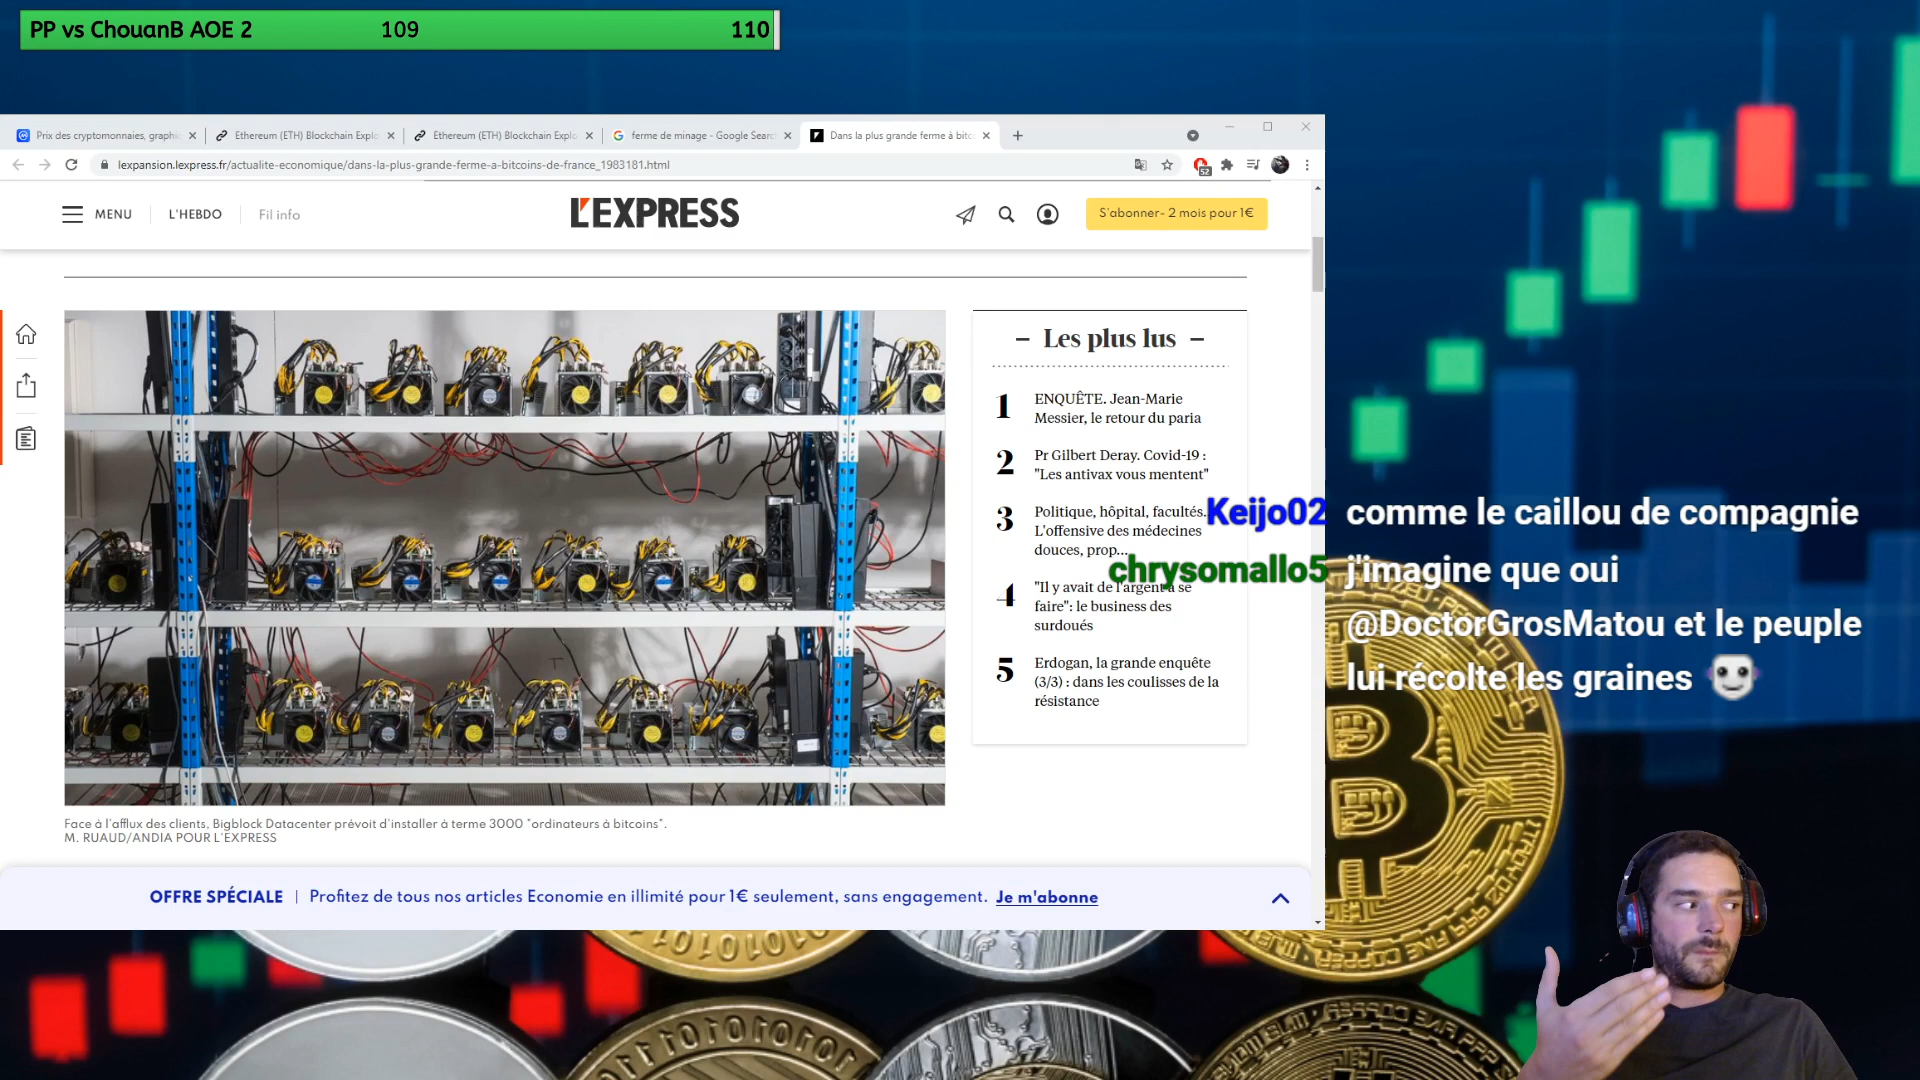 PP vs ChouanB AOE 2 109 110
Prix des cryptomonnaies, graphi
Ethereum (ETH) Blockchain Explo
Ethereum (ETH) Blockchain Explo
ferme de minage - Google Searc
Dans la plus grande ferme à bitc
lexpansion.lexpress.fr/actualite-economique/dans-la-plus-grande-ferme-a-bitcoins-de-france_1983181.html
52
MENU
L'HEBDO
Fil info
L'EXPRESS
S'abonner- 2 mois pour 1€
Les plus lus
1 ENQUÊTE. Jean-Marie
Messier, le retour du paria
2 Pr Gilbert Deray. Covid-19 :
"Les antivax vous mentent"
3 Politique, hôpital, facultés.
L'offensive des médecines
douces, prop...
4 "Il y avait de l'argent à se
faire": le business des
surdoués
5 Erdogan, la grande enquête
(3/3) : dans les coulisses de la
résistance
Keijo02 comme le caillou de compagnie
chrysomallo5 j'imagine que oui
@DoctorGrosMatou et le peuple
lui récolte les graines
Face à l'afflux des clients, Bigblock Datacenter prévoit d'installer à terme 3000 "ordinateurs à bitcoins".
M. RUAUD/ANDIA POUR L'EXPRESS
OFFRE SPÉCIALE | Profitez de tous nos articles Economie en illimité pour 1€ seulement, sans engagement. Je m'abonne